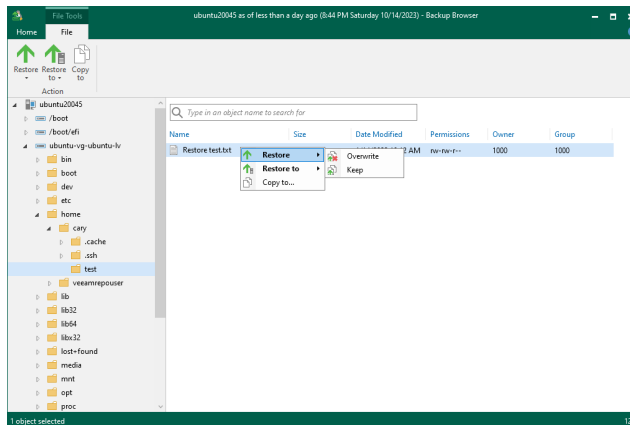 File Tools
ubuntu20045 as of less than a day ago (8:44 PM Saturday 10/14/2023) - Backup Browser
Home File
Restore Restore to Copy to
Action
ubuntu20045
/boot
/boot/efi
ubuntu-vg-ubuntu-lv
bin
boot
dev
etc
home
cary
.cache
.ssh
test
veeamrepouser
lib
lib32
lib64
libx32
lost+found
media
mnt
opt
proc
Type in an object name to search for
Name Size Date Modified Permissions Owner Group
Restore test.txt AM rw-rw-r-- 1000 1000
Restore
Restore to
Copy to...
Overwrite
Keep
1 object selected